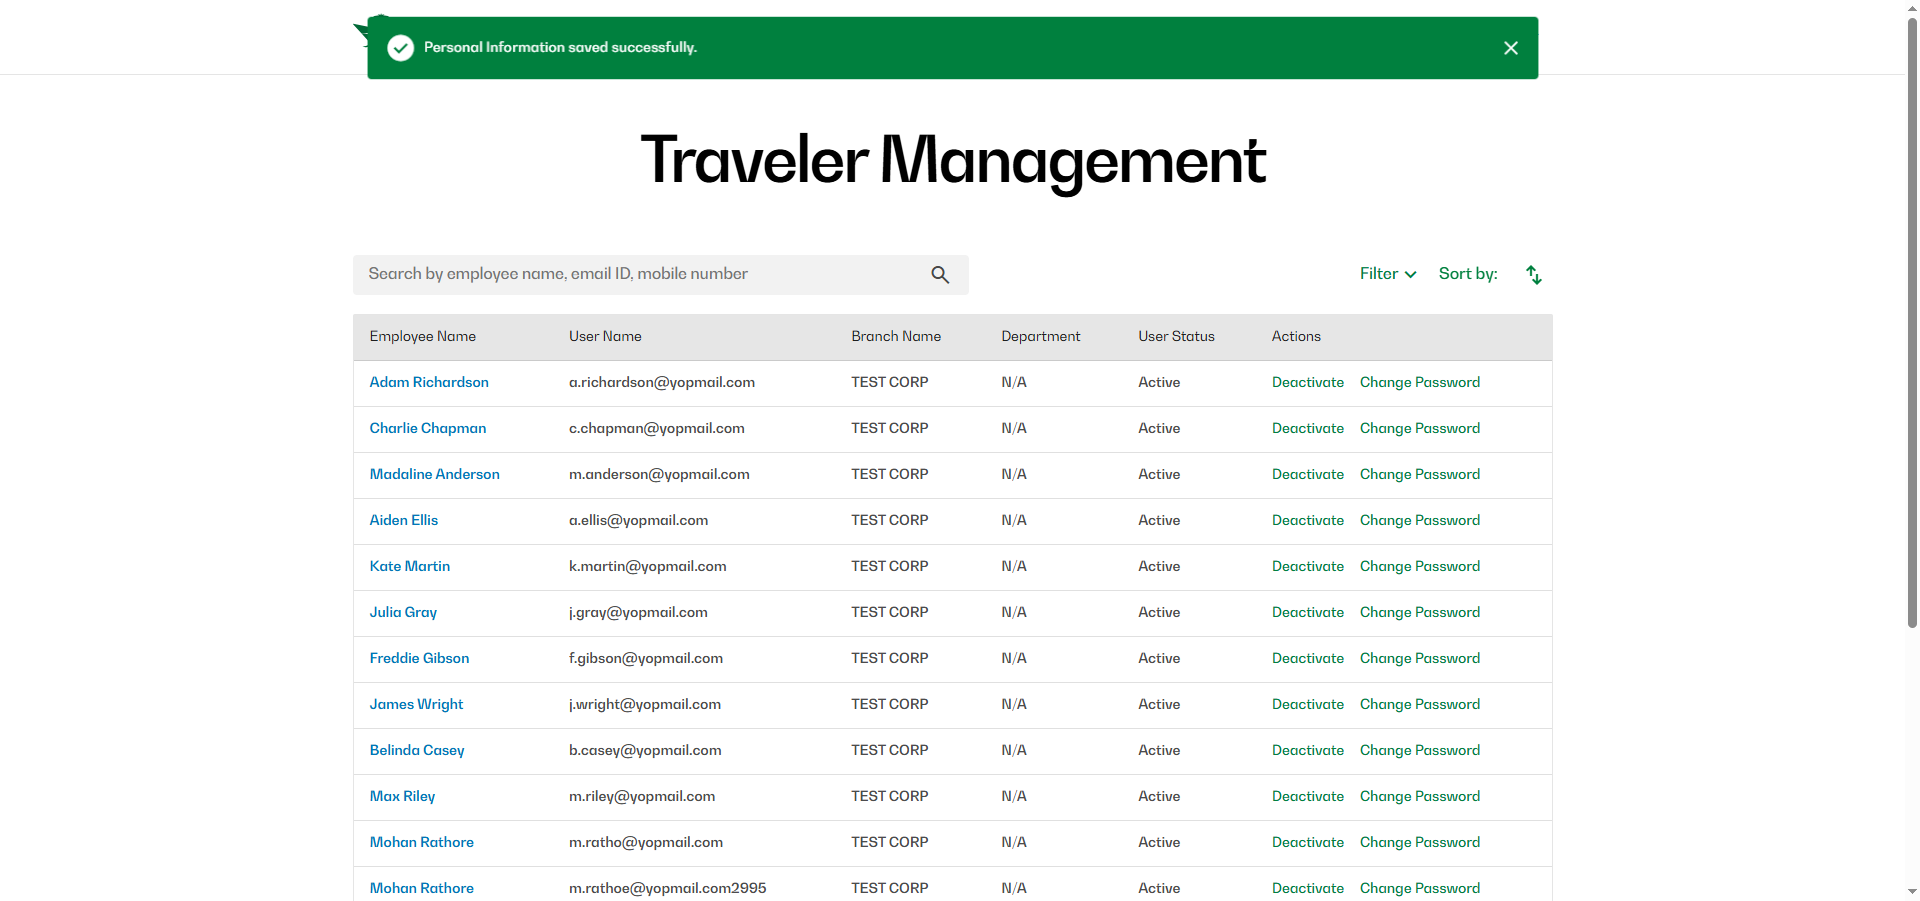 Personal Information saved successfully.
Traveler Management
Search by employee name, email ID, mobile number
Filter Sort by:
Employee Name User Name Branch Name Department User Status Actions
Adam Richardson a.richardson@yopmail.com TEST CORP N/A Active Deactivate Change Password
Charlie Chapman c.chapman@yopmail.com TEST CORP N/A Active Deactivate Change Password
Madaline Anderson m.anderson@yopmail.com TEST CORP N/A Active Deactivate Change Password
Aiden Ellis a.ellis@yopmail.com TEST CORP N/A Active Deactivate Change Password
Kate Martin k.martin@yopmail.com TEST CORP N/A Active Deactivate Change Password
Julia Gray j.gray@yopmail.com TEST CORP N/A Active Deactivate Change Password
Freddie Gibson f.gibson@yopmail.com TEST CORP N/A Active Deactivate Change Password
James Wright j.wright@yopmail.com TEST CORP N/A Active Deactivate Change Password
Belinda Casey b.casey@yopmail.com TEST CORP N/A Active Deactivate Change Password
Max Riley m.riley@yopmail.com TEST CORP N/A Active Deactivate Change Password
Mohan Rathore m.ratho@yopmail.com TEST CORP N/A Active Deactivate Change Password
Mohan Rathore m.rathoe@yopmail.com2995 TEST CORP N/A Active Deactivate Change Password